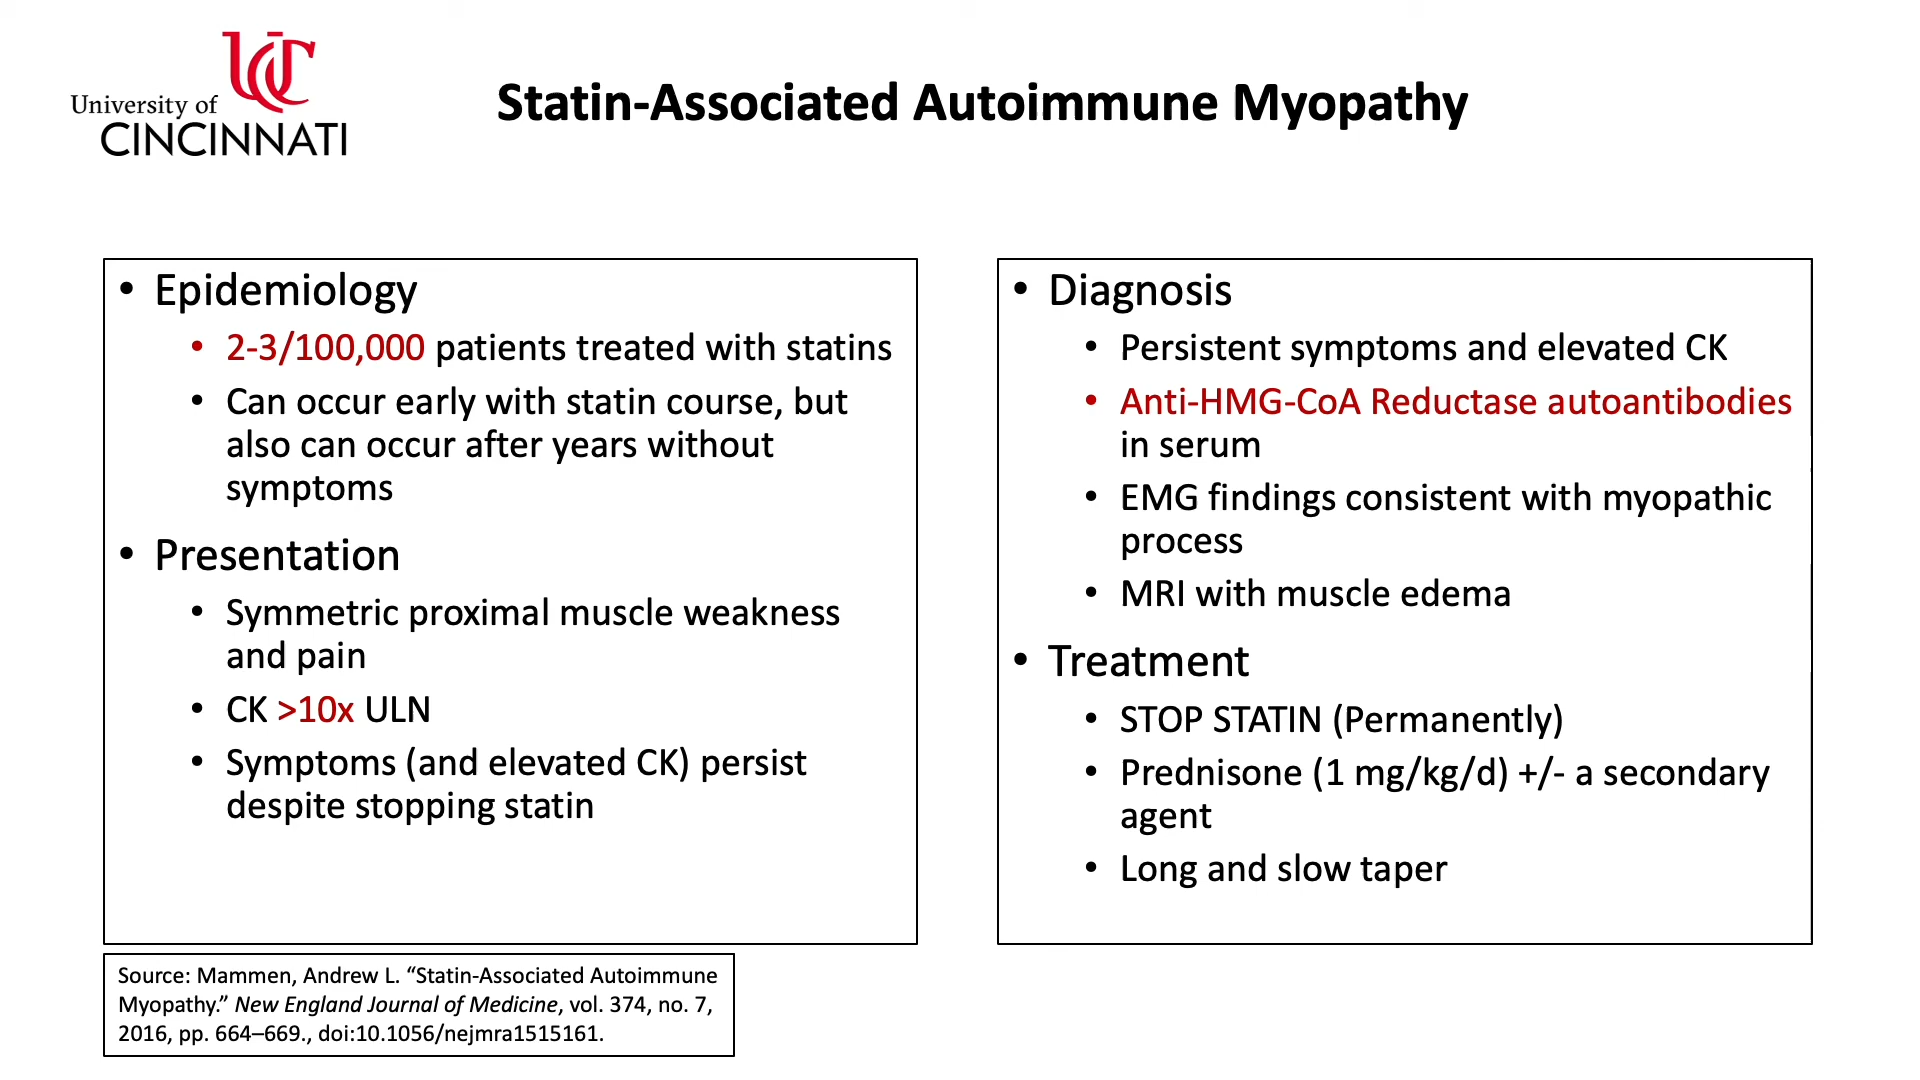 University of
CINCINNATI
Statin-Associated Autoimmune Myopathy
• Epidemiology
• 2-3/100,000 patients treated with statins
• Can occur early with statin course, but
also can occur after years without
symptoms
• Presentation
• Symmetric proximal muscle weakness
and pain
• CK >10x ULN
• Symptoms (and elevated CK) persist
despite stopping statin
• Diagnosis
• Persistent symptoms and elevated CK
• Anti-HMG-CoA Reductase autoantibodies
in serum
• EMG findings consistent with myopathic
process
• MRI with muscle edema
• Treatment
• STOP STATIN (Permanently)
• Prednisone (1 mg/kg/d) +/- a secondary
agent
• Long and slow taper
Source: Mammen, Andrew L. “Statin-Associated Autoimmune
Myopathy.” New England Journal of Medicine, vol. 374, no. 7,
2016, pp. 664–669., doi:10.1056/nejmra1515161.